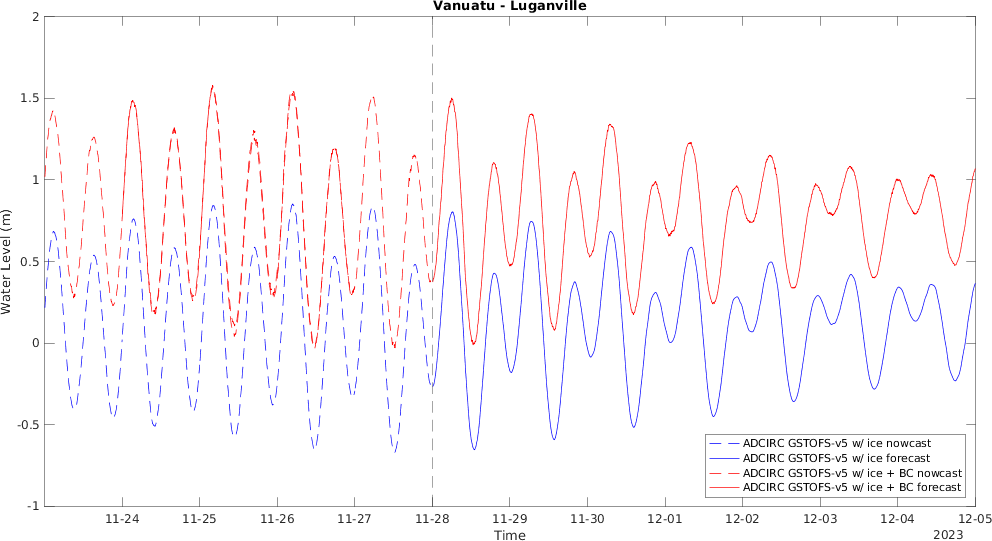 Vanuatu - Luganville
Water Level (m)
2
1.5
1
0.5
0
-0.5
-1
ADCIRC GSTOFS-v5 w/ ice nowcast
ADCIRC GSTOFS-v5 w/ ice forecast
ADCIRC GSTOFS-v5 w/ ice + BC nowcast
ADCIRC GSTOFS-v5 w/ ice + BC forecast
11-24 11-25 11-26 11-27 11-28 11-29 11-30 12-01 12-02 12-03 12-04 12-05
Time
2023